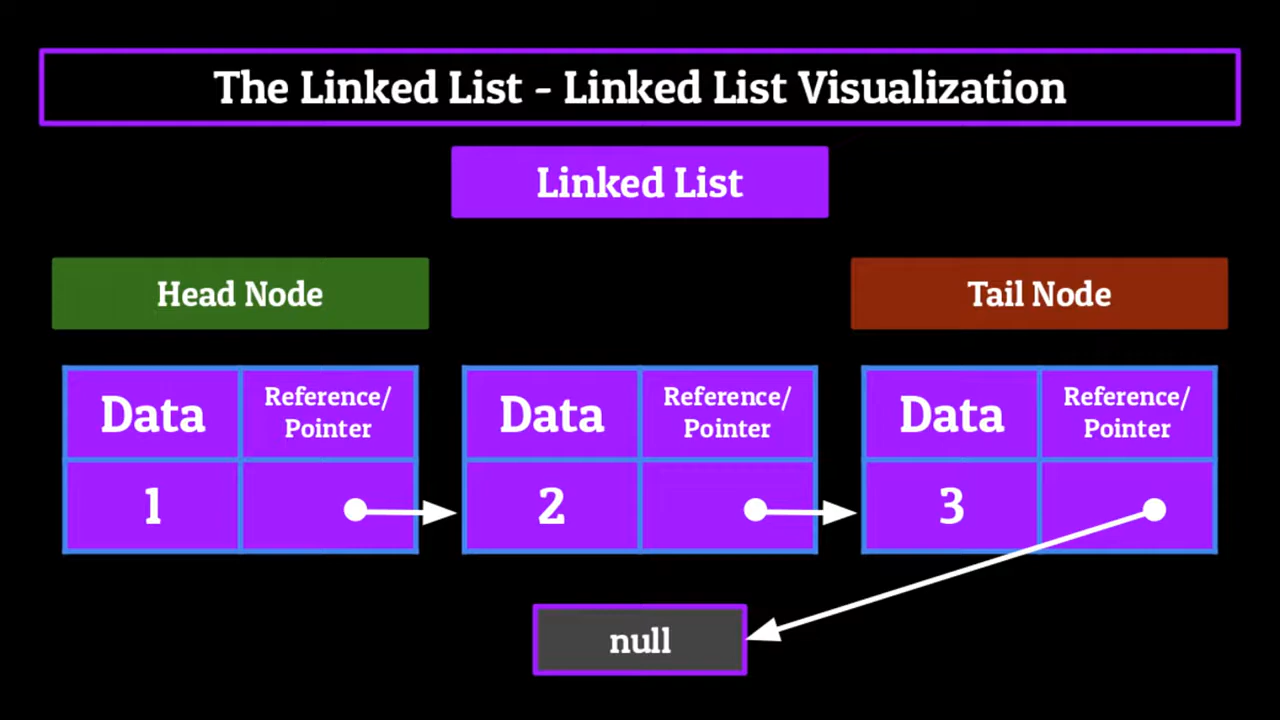 The Linked List - Linked List Visualization
Linked List
Head Node
Tail Node
Data
Reference/
Pointer
1
Data
Reference/
Pointer
2
Data
Reference/
Pointer
3
null